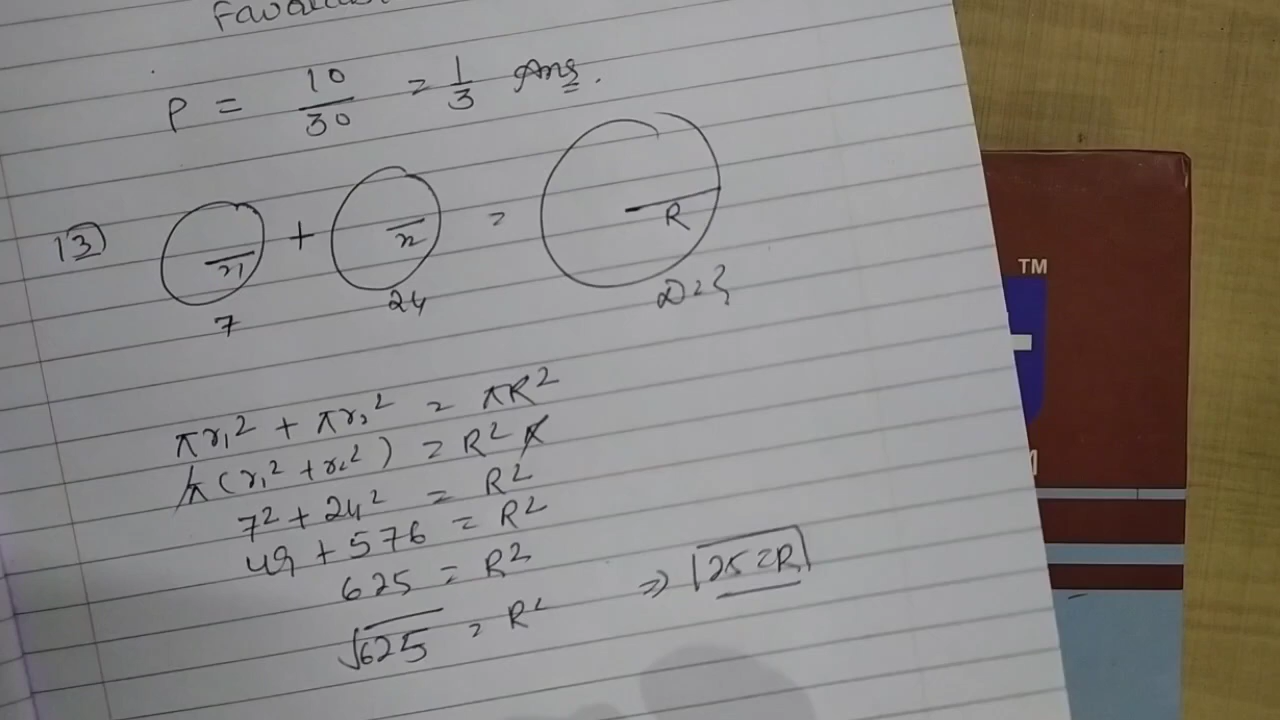 P = 10/30 = 1/3 Ans.
13) r1 + r = R
7 24 D = ?
πr₁² + πr₂² = πR²
π(r₁² + r₂²) = R² π
7² + 24² = R²
49 + 576 = R²
625 = R²
√625 = R² ⇒ 25 = R
TM